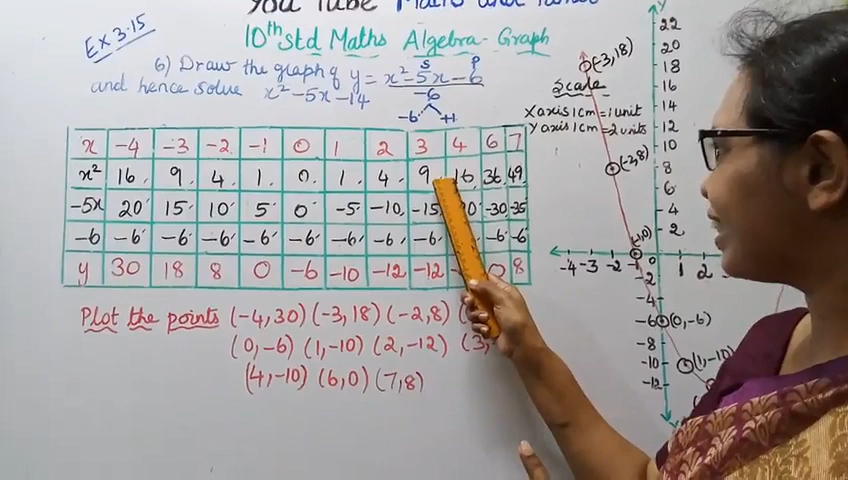 You Tube Maths and
Ex 3.15
10th Std Maths Algebra - Graph
6) Draw the graph of y = x² - 5x - 6
S P
and hence solve x² - 5x - 14
-6
-6 +1
x -4 -3 -2 -1 0 1 2 3 4 6 7
x² 16 9 4 1 0 1 4 9 16 36 49
-5x 20 15 10 5 0 -5 -10 -15 -30 -35
-6 -6 -6 -6 -6 -6 -6 -6 -6 -6 -6
y 30 18 8 0 -6 -10 -12 -12 0 8
Plot the points (-4, 30) (-3, 18) (-2, 8)
(0, -6) (1, -10) (2, -12) (3,
(4, -10) (6, 0) (7, 8)
Scale
X axis 1cm = 1 unit
Y axis 1cm = 2 units
Y
22
20
18
16
14
12
10
8
6
4
2
(-3, 18)
(-2, 8)
(-1, 0)
-4 -3 -2 -1 0 1 2
-2
-4
-6 (0, -6)
-8
-10 (1, -10)
-12